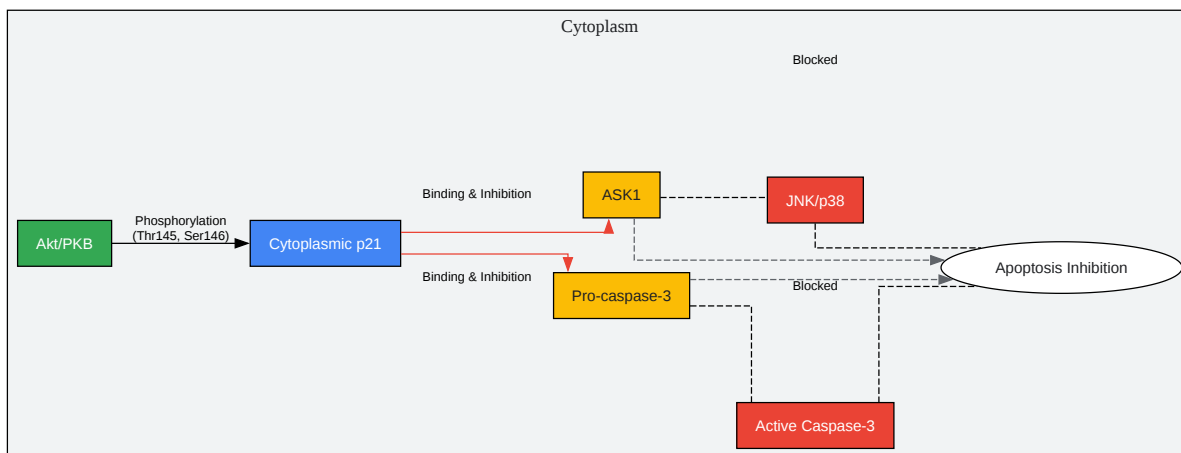 Cytoplasm
Blocked
Binding & Inhibition
ASK1
JNK/p38
Phosphorylation
(Thr145, Ser146)
Akt/PKB
Cytoplasmic p21
Apoptosis Inhibition
Binding & Inhibition
Blocked
Pro-caspase-3
Active Caspase-3